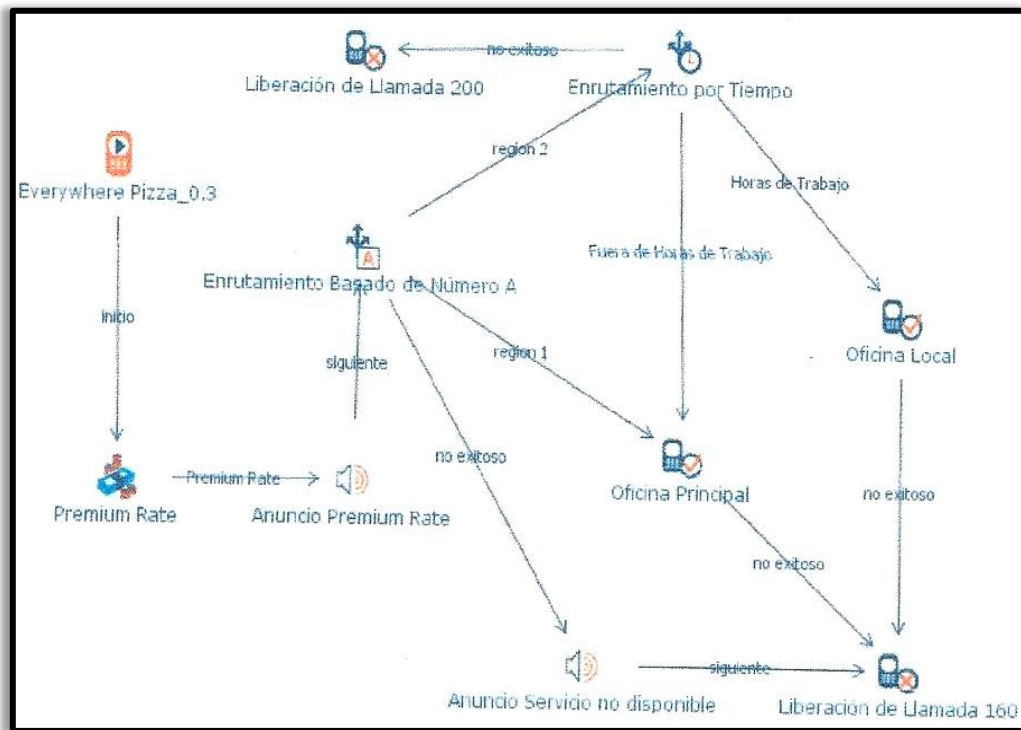 no exitoso
Liberación de Llamada 200
Enrutamiento por Tiempo
region 2
Everywhere Pizza_0.3
Horas de Trabajo
A
Enrutamiento Basado de Número A
Fuera de Horas de Trabajo
inicio
siguiente
region 1
Oficina Local
no exitoso
Premium Rate
Oficina Principal
no exitoso
Premium Rate
Anuncio Premium Rate
no exitoso
siguiente
Anuncio Servicio no disponible
Liberación de Llamada 160